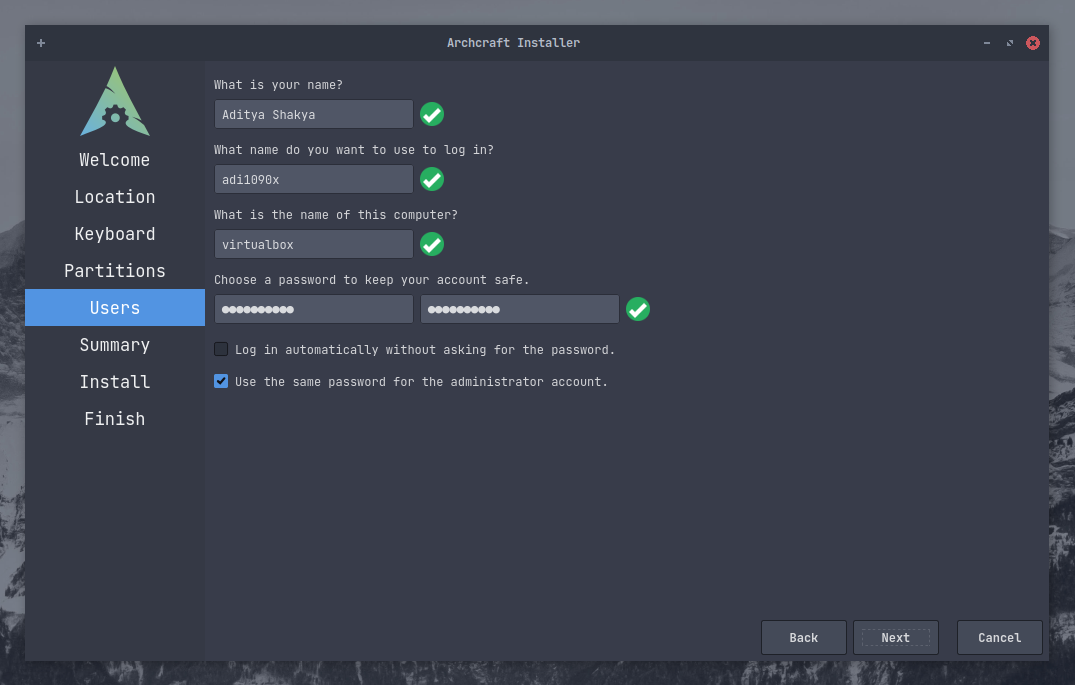 Archcraft Installer
Welcome
Location
Keyboard
Partitions
Users
Summary
Install
Finish
What is your name?
Aditya Shakya
What name do you want to use to log in?
adi1090x
What is the name of this computer?
virtualbox
Choose a password to keep your account safe.
●●●●●●●●●● ●●●●●●●●●●
Log in automatically without asking for the password.
Use the same password for the administrator account.
Back Next Cancel